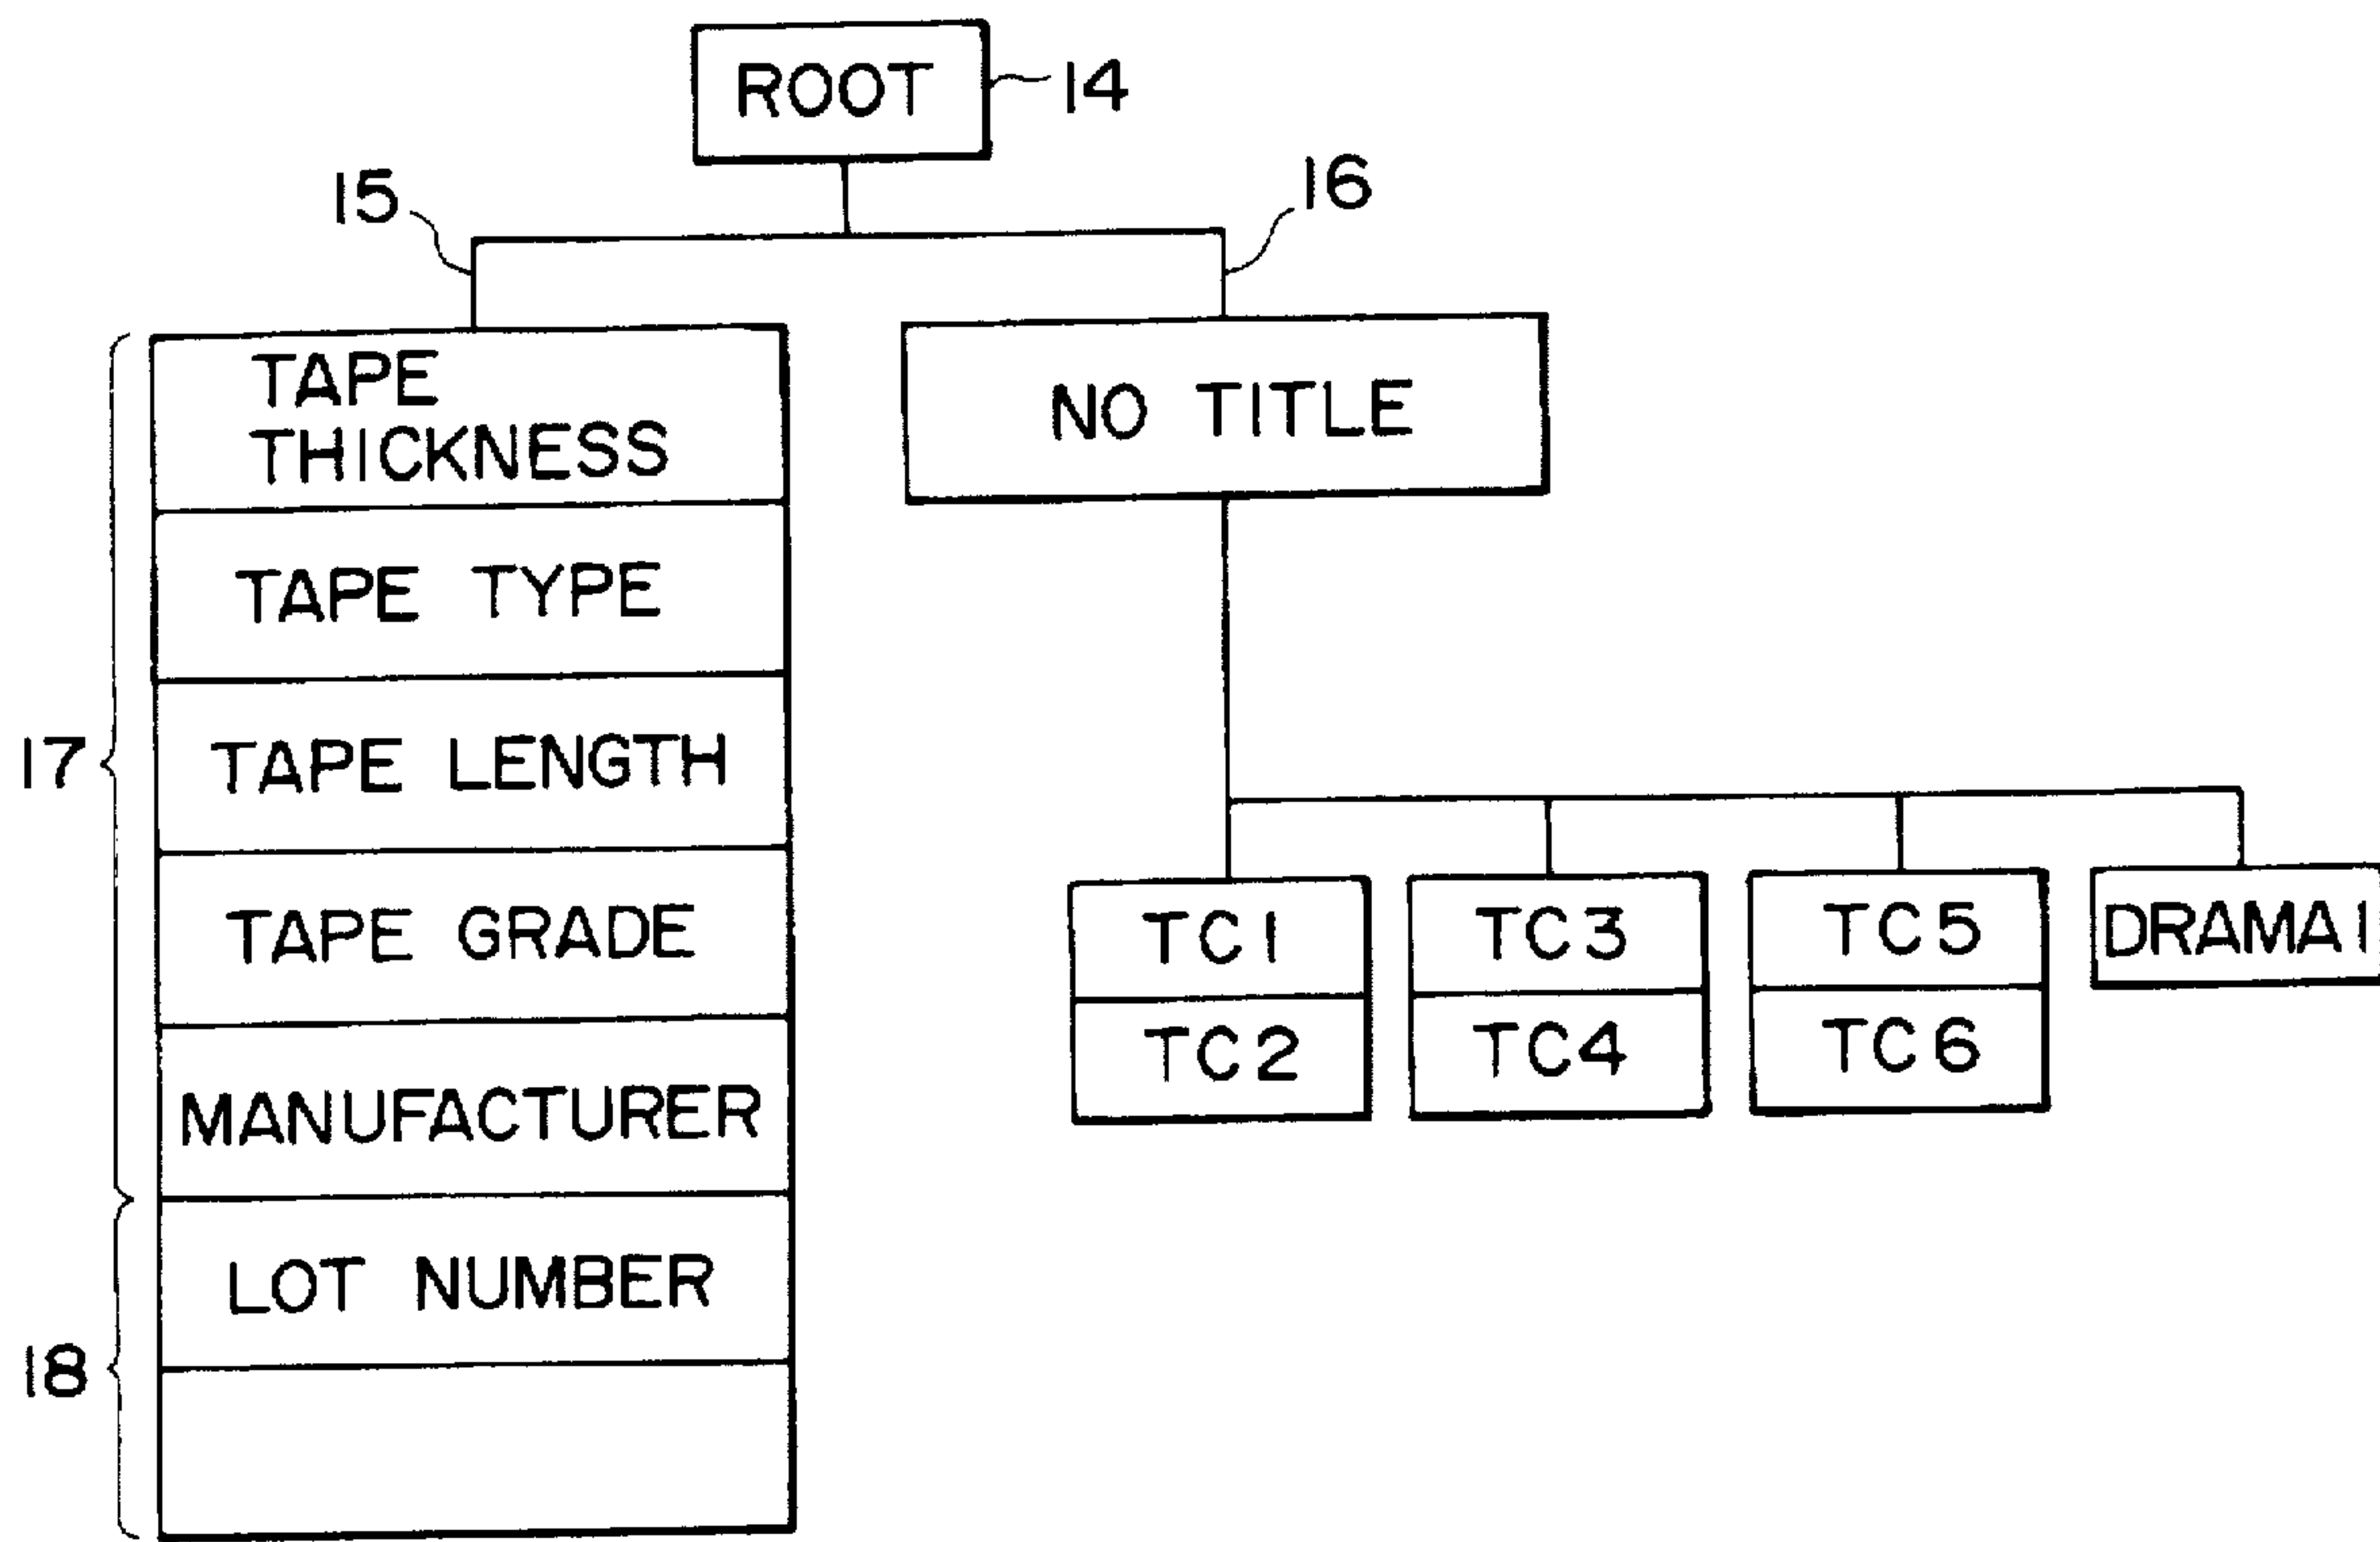 ROOT
14
15
16
TAPE
THICKNESS
NO TITLE
TAPE TYPE
17
TAPE LENGTH
TAPE GRADE
TC1
TC3
TC5
DRAMA1
TC2
TC4
TC6
MANUFACTURER
LOT NUMBER
18